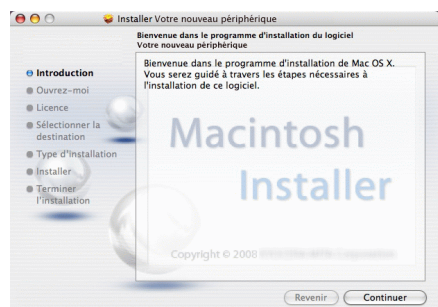 Installer Votre nouveau périphérique
Bienvenue dans le programme d'installation du logiciel
Votre nouveau périphérique
Introduction
Ouvrez-moi
Licence
Sélectionner la
destination
Type d'installation
Installer
Terminer
l'installation
Bienvenue dans le programme d'installation de Mac OS X.
Vous serez guidé à travers les étapes nécessaires à
l'installation de ce logiciel.
Macintosh
Installer
Copyright © 2008
Revenir
Continuer